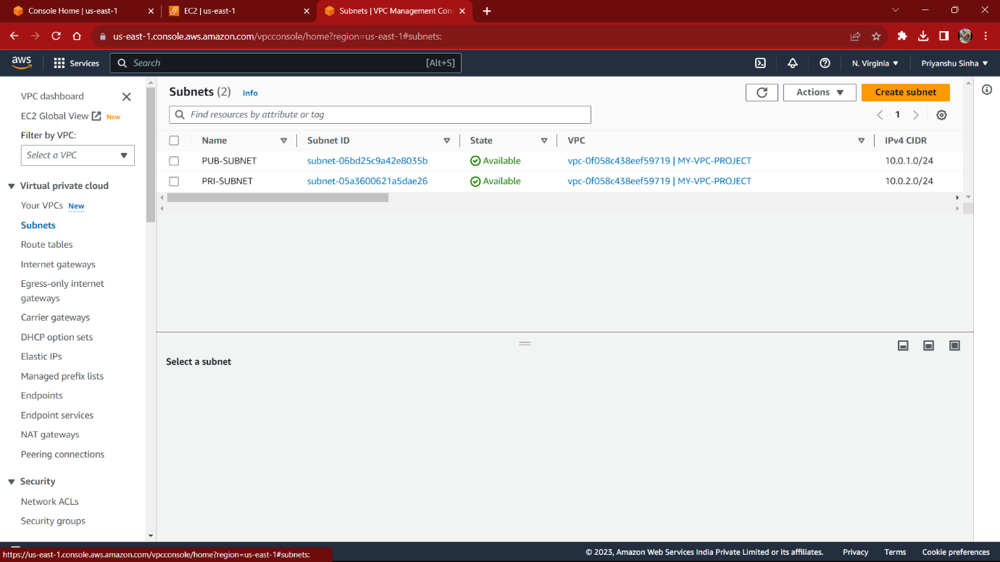 Console Home | us-east-1
EC2 | us-east-1
Subnets | VPC Management Con
us-east-1.console.aws.amazon.com/vpcconsole/home?region=us-east-1#subnets:
aws
Services
Search
[Alt+S]
N. Virginia
Priyanshu Sinha
VPC dashboard
EC2 Global View New
Filter by VPC:
Select a VPC
Virtual private cloud
Your VPCs New
Subnets
Route tables
Internet gateways
Egress-only internet
gateways
Carrier gateways
DHCP option sets
Elastic IPs
Managed prefix lists
Endpoints
Endpoint services
NAT gateways
Peering connections
Security
Network ACLs
Security groups
Subnets (2) Info
Actions
Create subnet
Find resources by attribute or tag
1
Name Subnet ID State VPC IPv4 CIDR
PUB-SUBNET subnet-06bd25c9a42e8035b Available vpc-0f058c438eef59719 | MY-VPC-PROJECT 10.0.1.0/24
PRI-SUBNET subnet-05a3600621a5dae26 Available vpc-0f058c438eef59719 | MY-VPC-PROJECT 10.0.2.0/24
Select a subnet
https://us-east-1.console.aws.amazon.com/vpcconsole/home?region=us-east-1#subnets:
© 2023, Amazon Web Services India Private Limited or its affiliates. Privacy Terms Cookie preferences